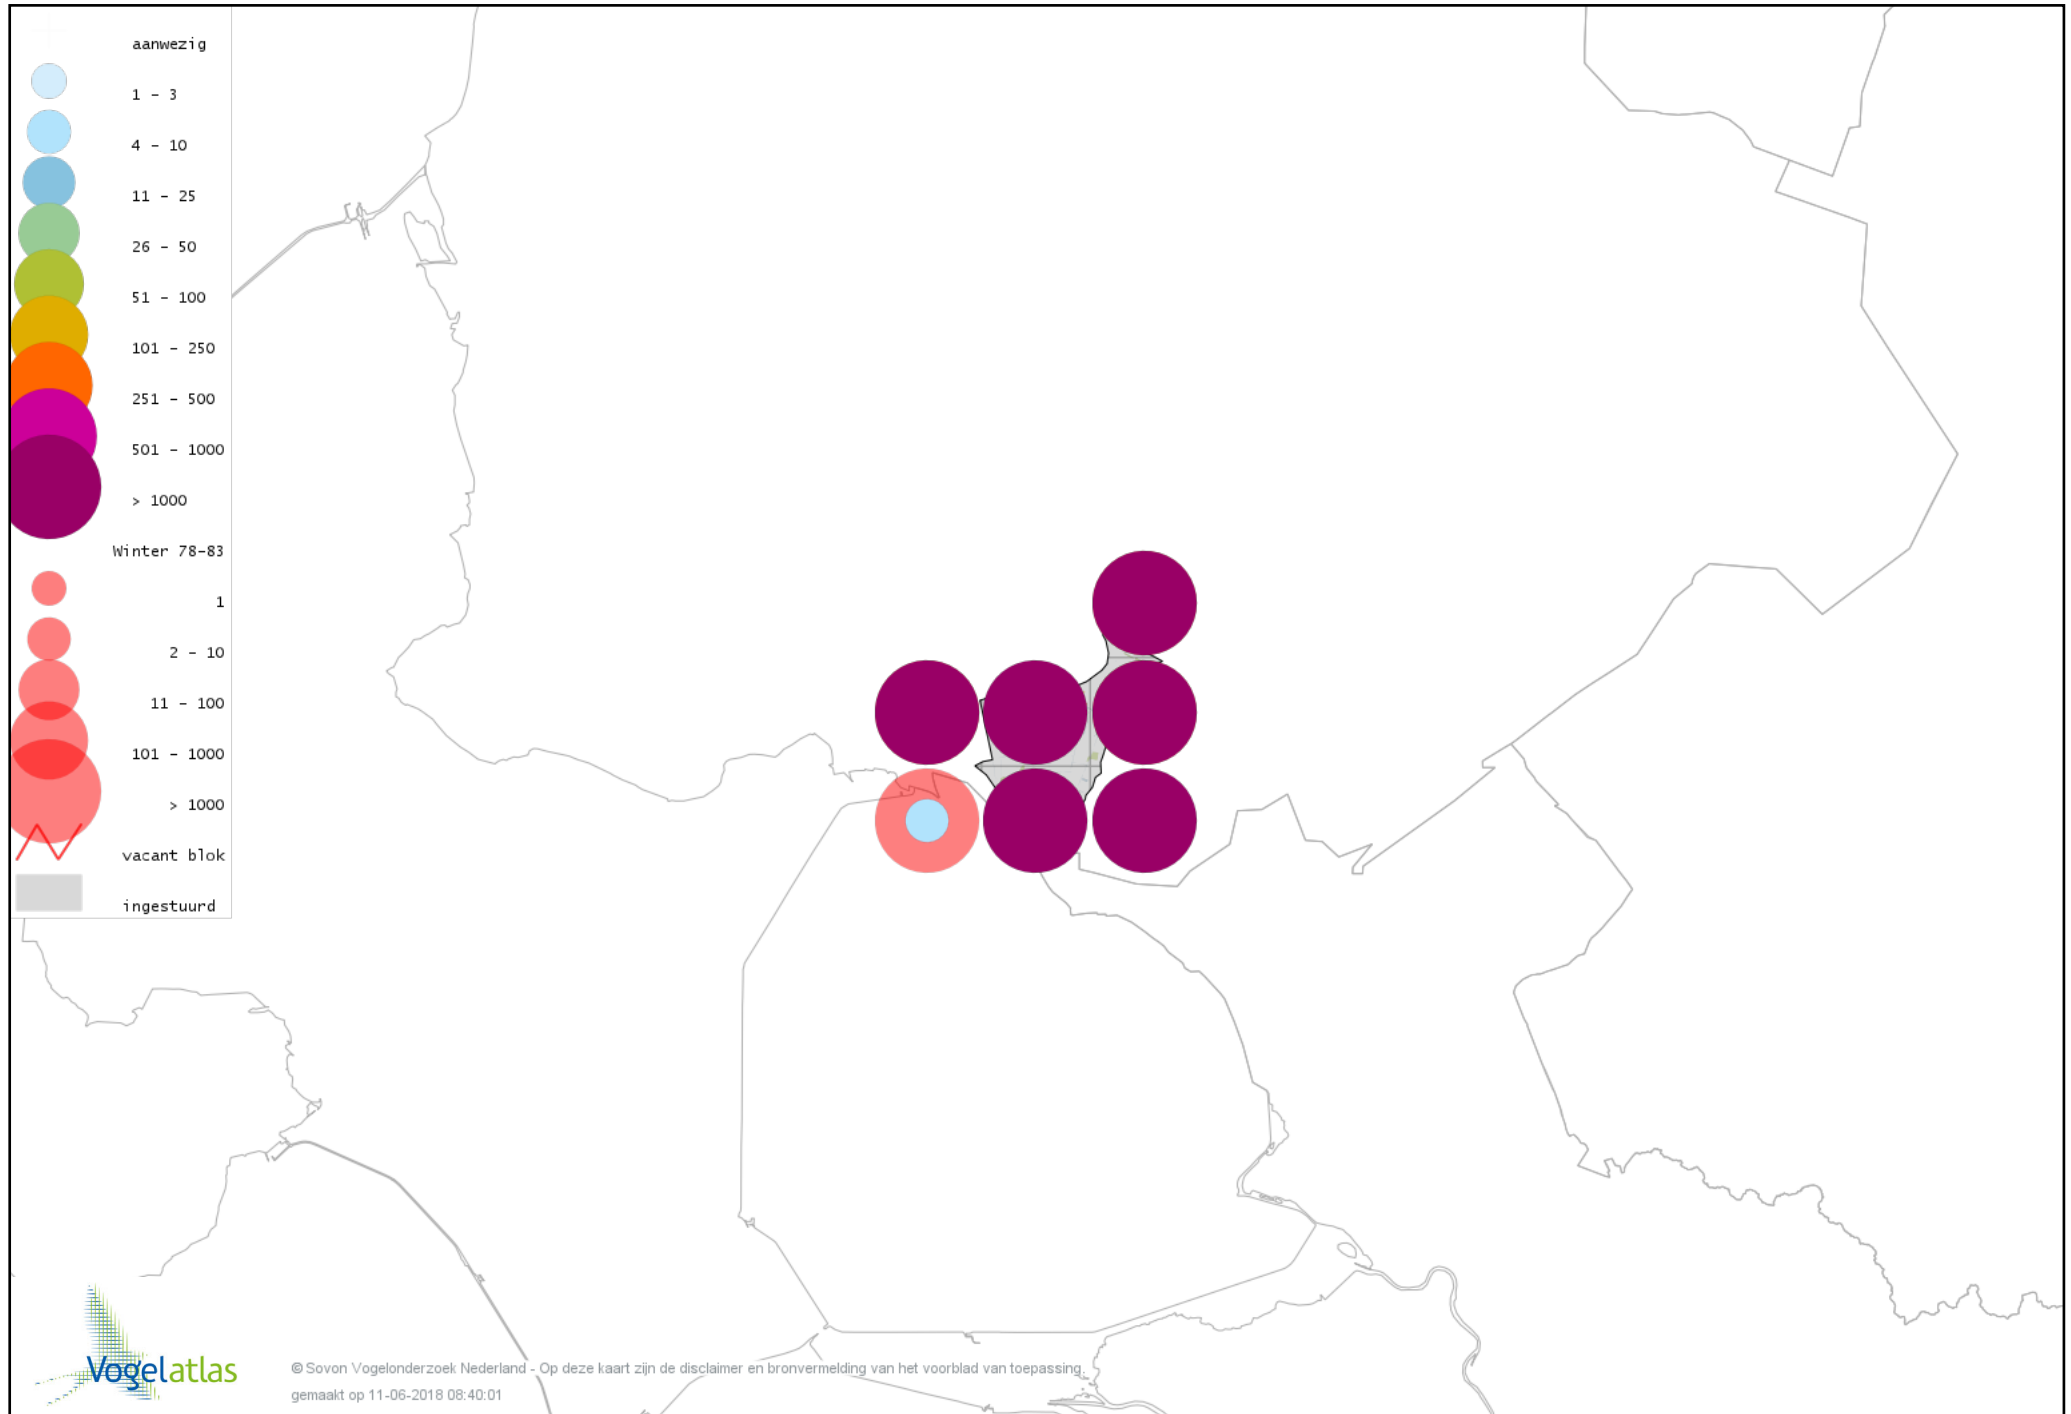 aanwezig
1 - 3
4 - 10
11 - 25
26 - 50
51 - 100
101 - 250
251 - 500
501 - 1000
> 1000
Winter 78-83
1
2 - 10
11 - 100
101 - 1000
> 1000
vacant blok
ingestuurd
Vogelatlas
© Sovon Vogelonderzoek Nederland - Op deze kaart zijn de disclaimer en bronvermelding van het voorblad van toepassing.
gemaakt op 11-06-2018 08:40:01